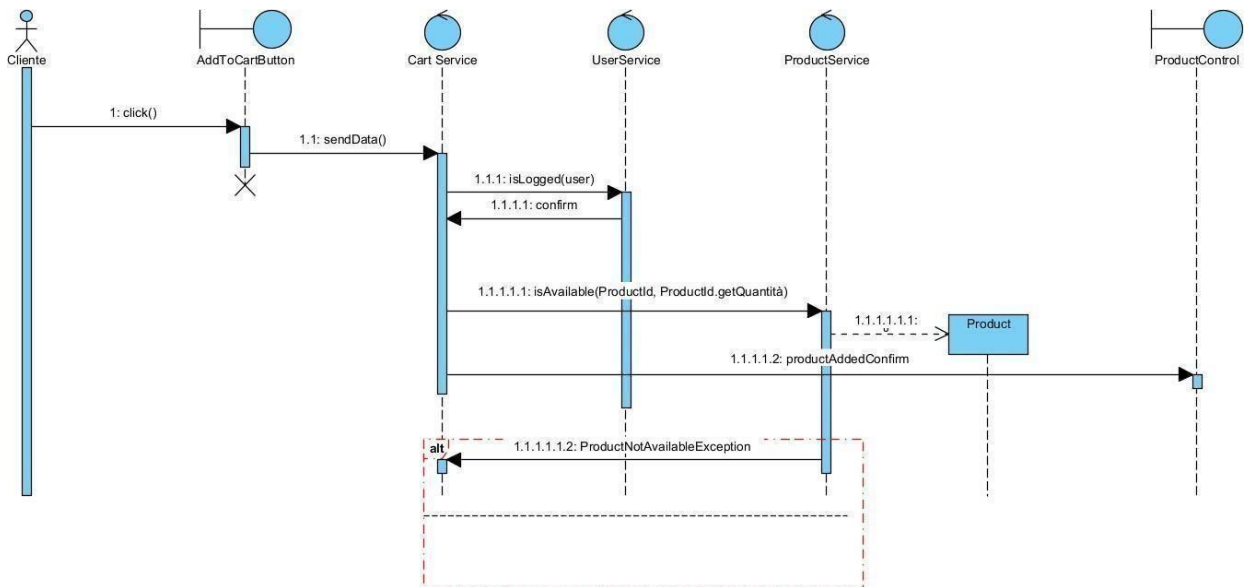 Cliente
AddToCartButton
Cart Service
UserService
ProductService
ProductControl
1: click()
1.1: sendData()
1.1.1: isLogged(user)
1.1.1.1: confirm
1.1.1.1.1: isAvailable(ProductId, ProductId.getQuantità)
1.1.1.1.1.1:
Product
1.1.1.1.2: productAddedConfirm
alt
1.1.1.1.1.2: ProductNotAvailableException